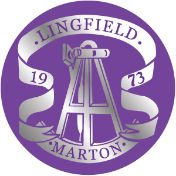 ·LINGFIELD·
19 73
·MARTON·